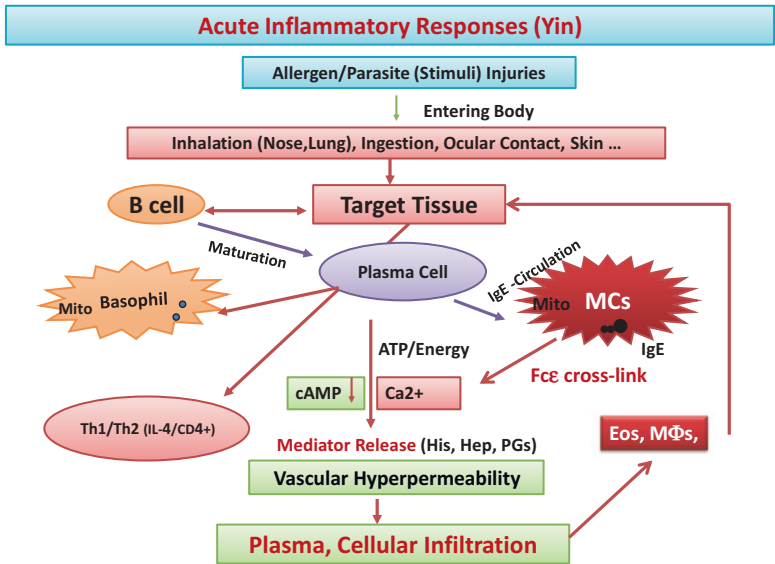 Acute Inflammatory Responses (Yin)
Allergen/Parasite (Stimuli) Injuries
Entering Body
Inhalation (Nose,Lung), Ingestion, Ocular Contact, Skin ...
B cell
Target Tissue
Maturation
Plasma Cell
IgE -Circulation
Mito
Basophil
Mito
MCs
IgE
ATP/Energy
Fcε cross-link
cAMP
Ca2+
Th1/Th2 (IL-4/CD4+)
Eos, MΦs,
Mediator Release (His, Hep, PGs)
Vascular Hyperpermeability
Plasma, Cellular Infiltration